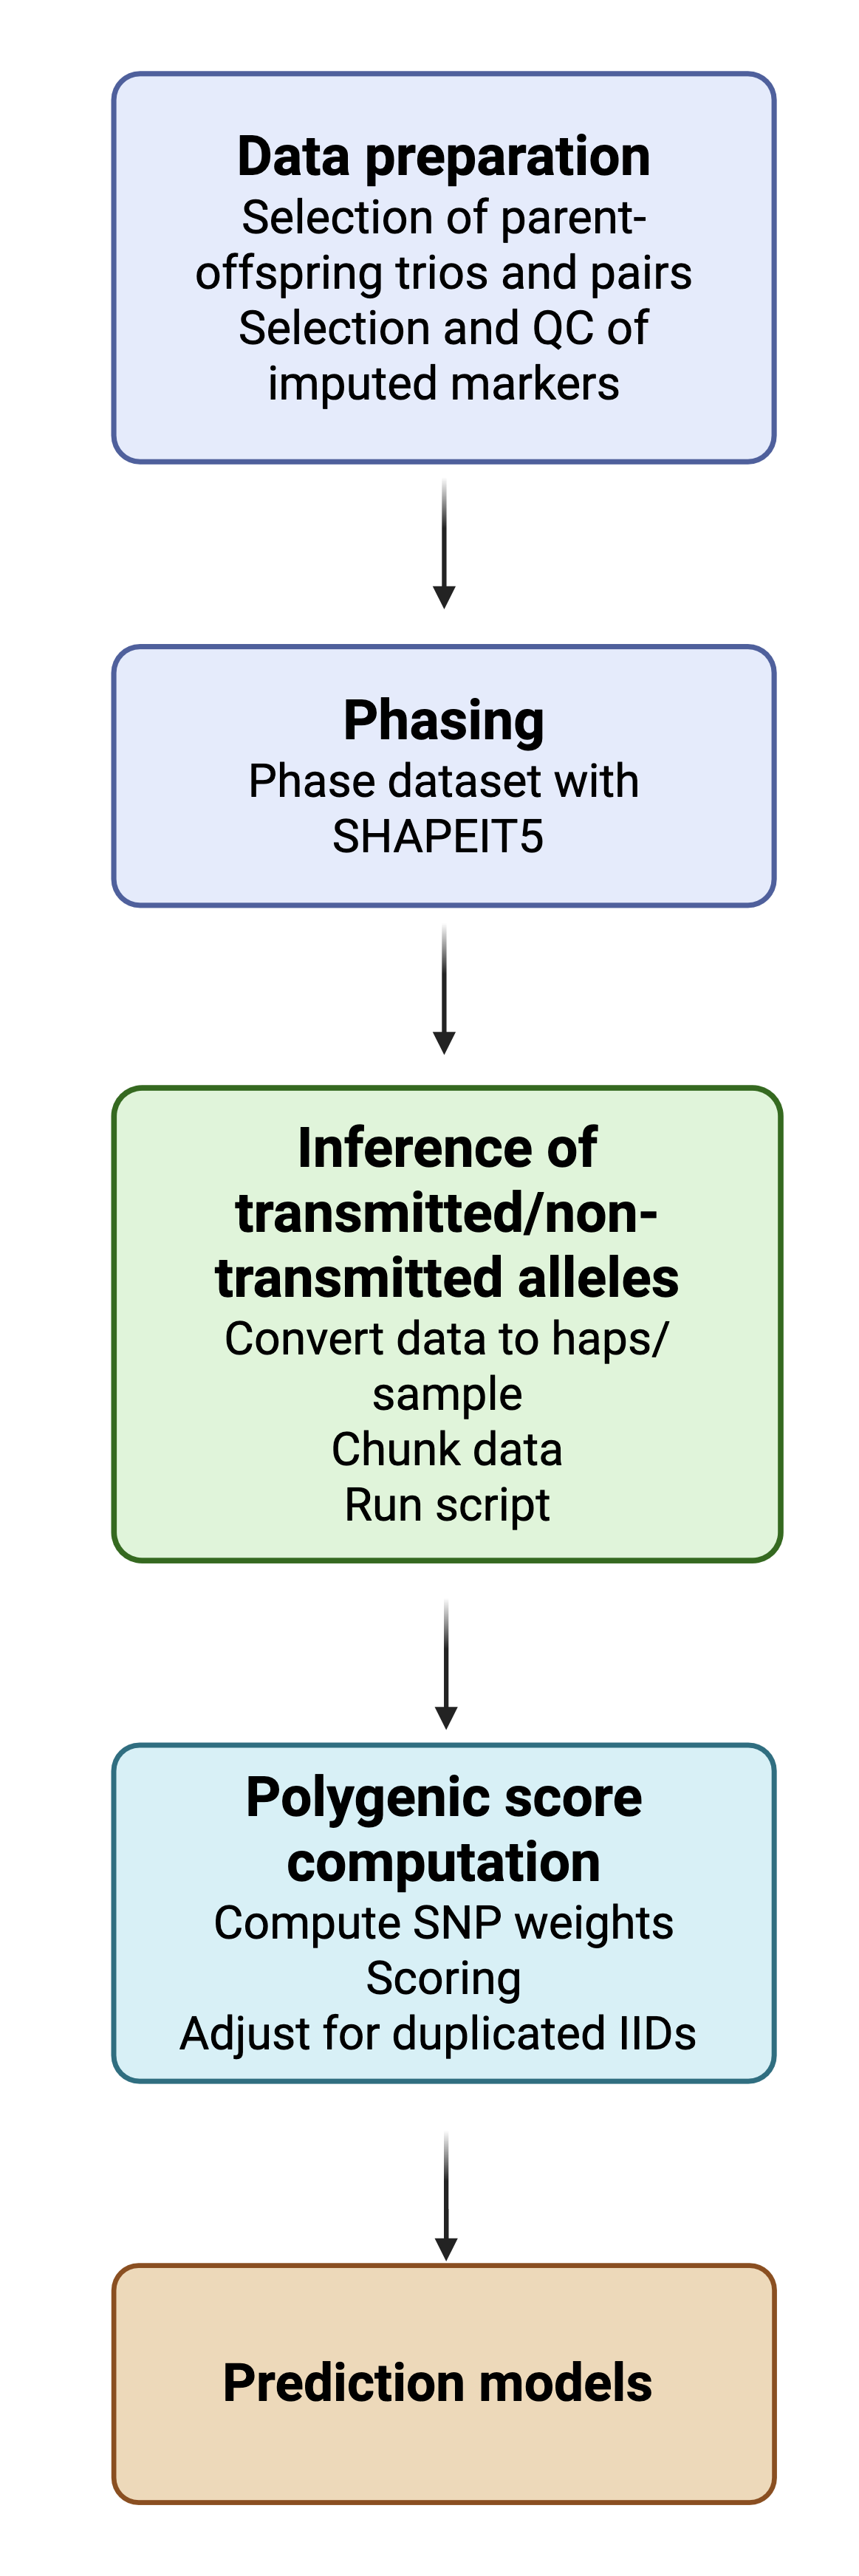 Data preparation
Selection of parent-
offspring trios and pairs
Selection and QC of
imputed markers
Phasing
Phase dataset with
SHAPEIT5
Inference of
transmitted/non-
transmitted alleles
Convert data to haps/
sample
Chunk data
Run script
Polygenic score
computation
Compute SNP weights
Scoring
Adjust for duplicated IIDs
Prediction models